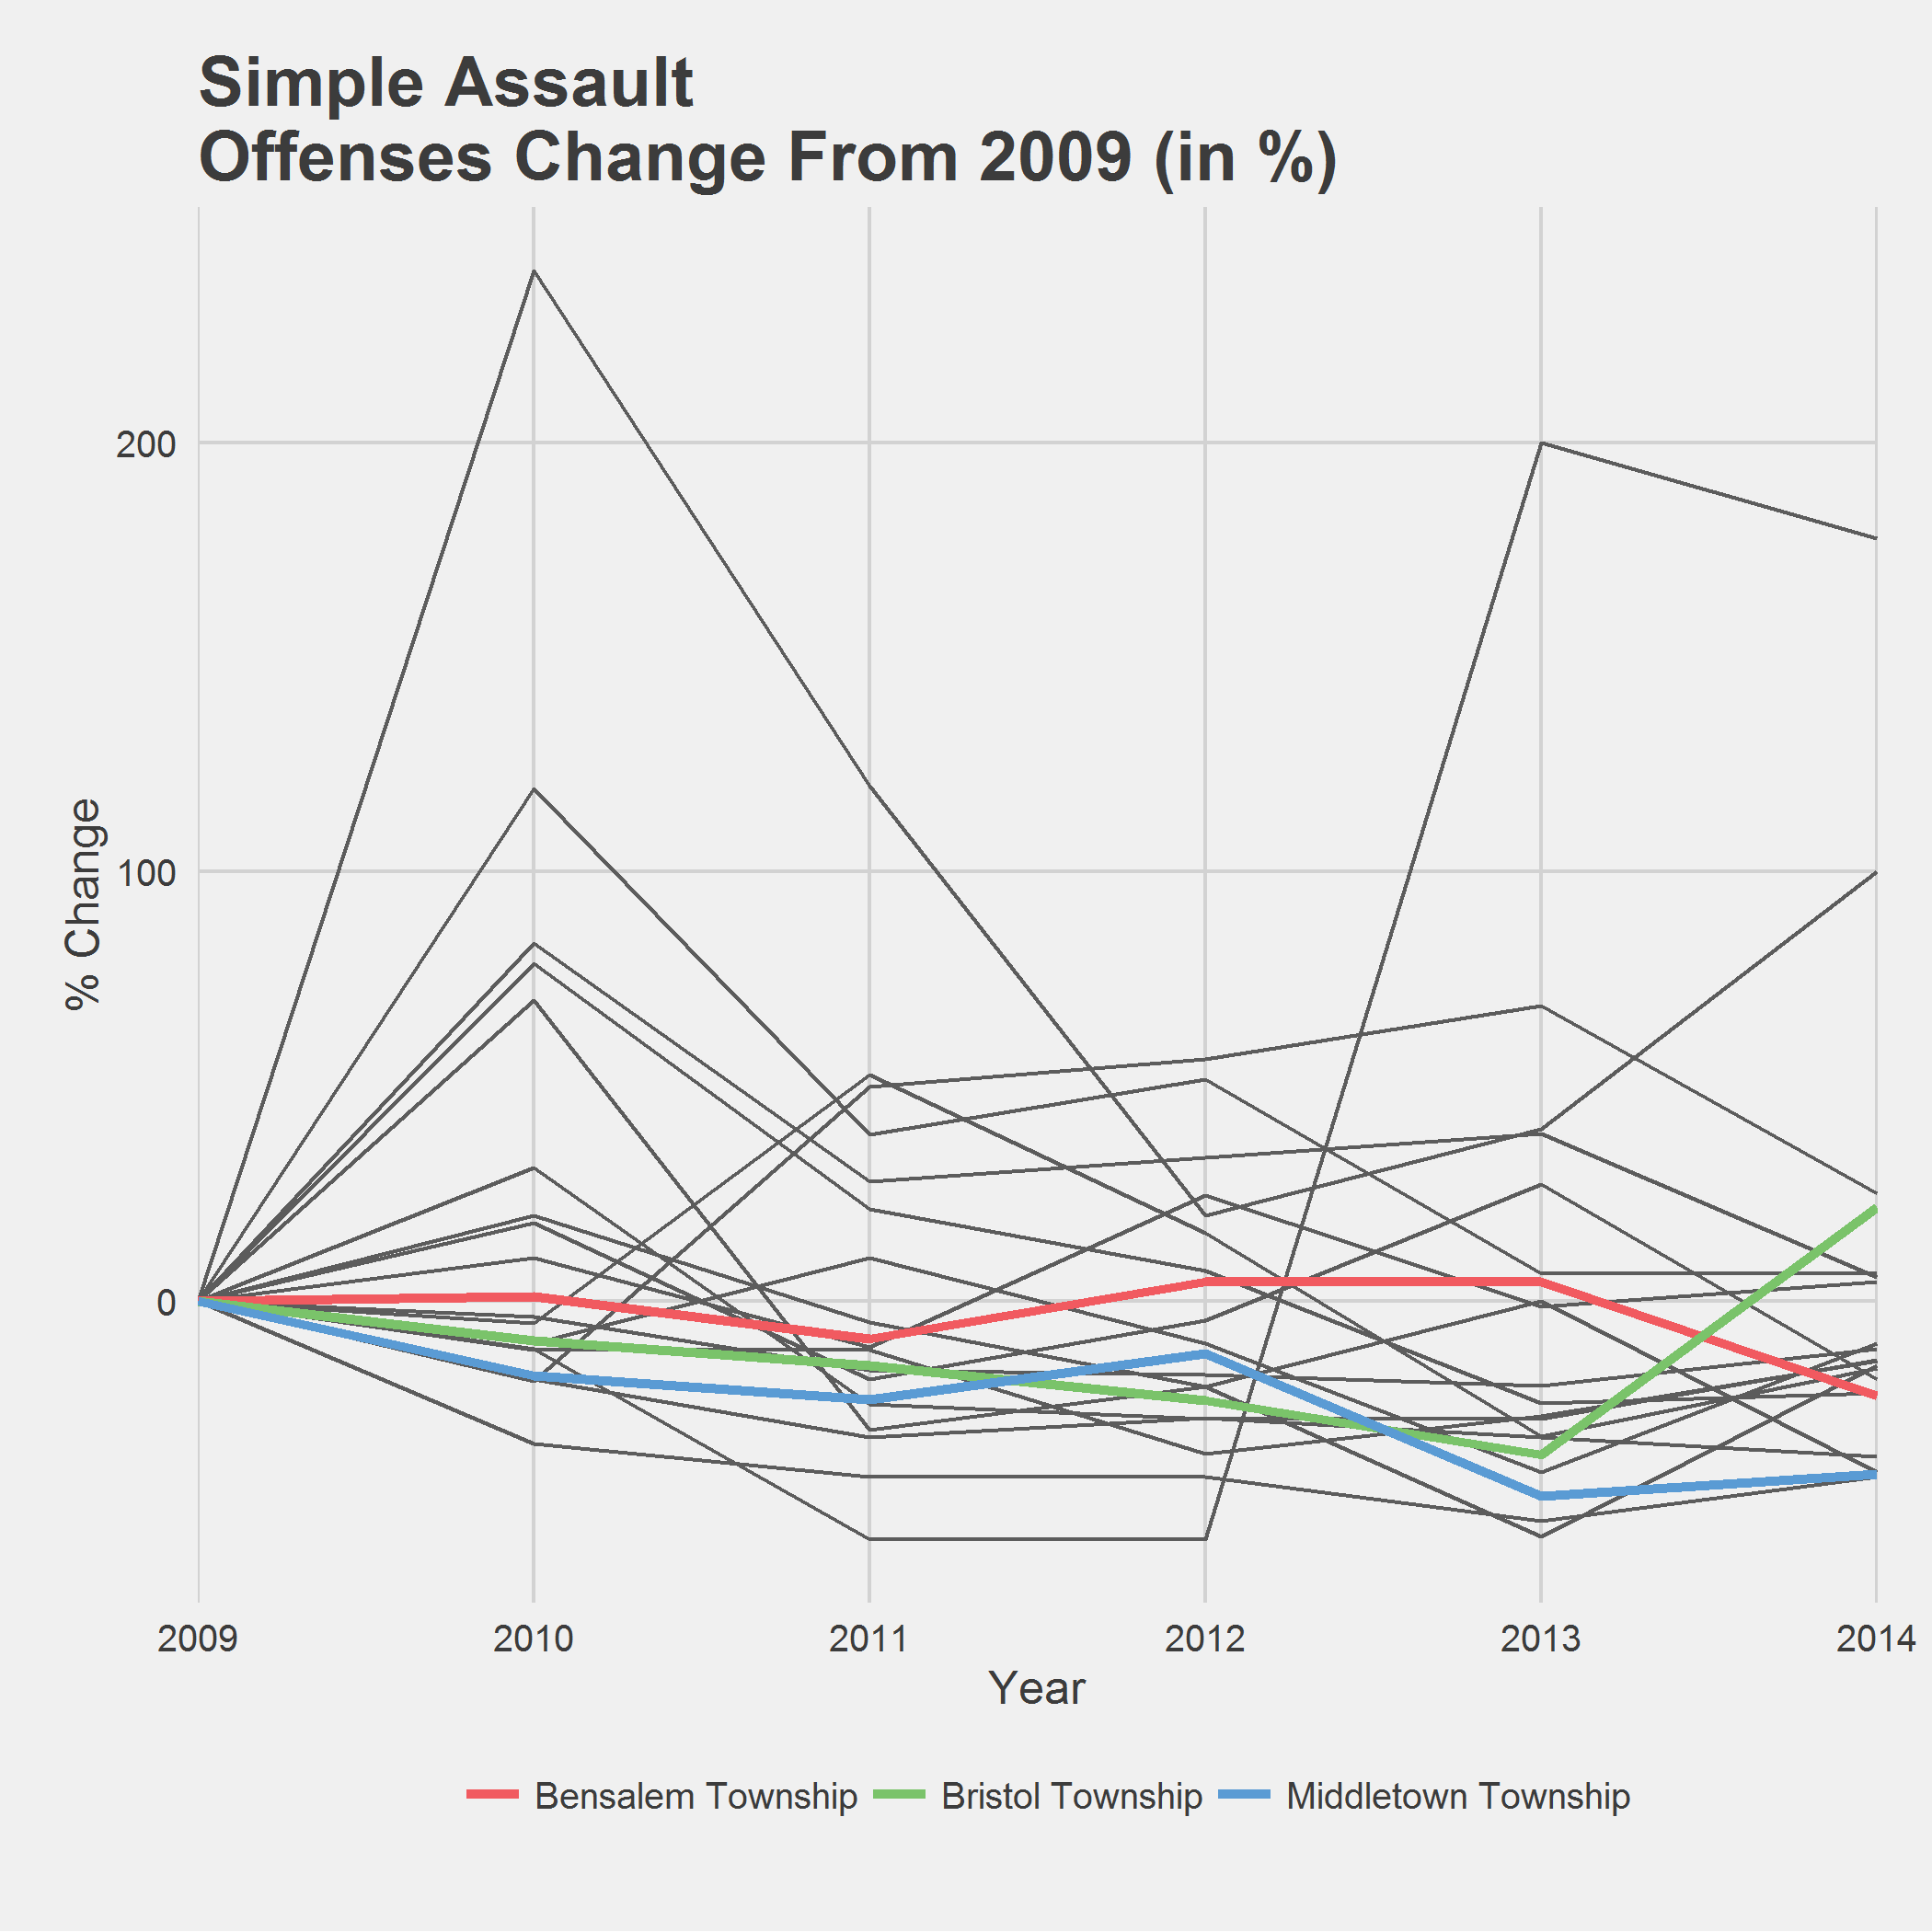 Simple Assault
Offenses Change From 2009 (in %)
% Change
200
100
0
2009 2010 2011 2012 2013 2014
Year
Bensalem Township Bristol Township Middletown Township